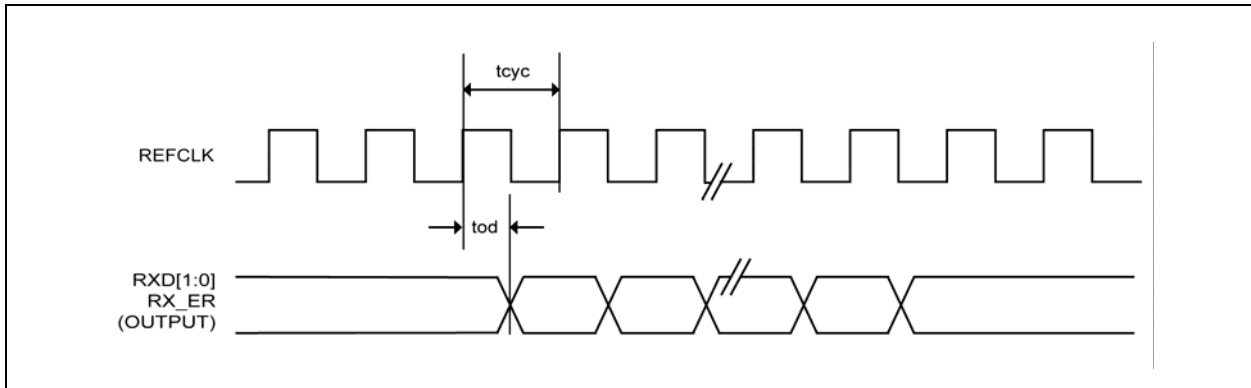 tcyc
REFCLK
tod
RXD[1:0]
RX_ER
(OUTPUT)